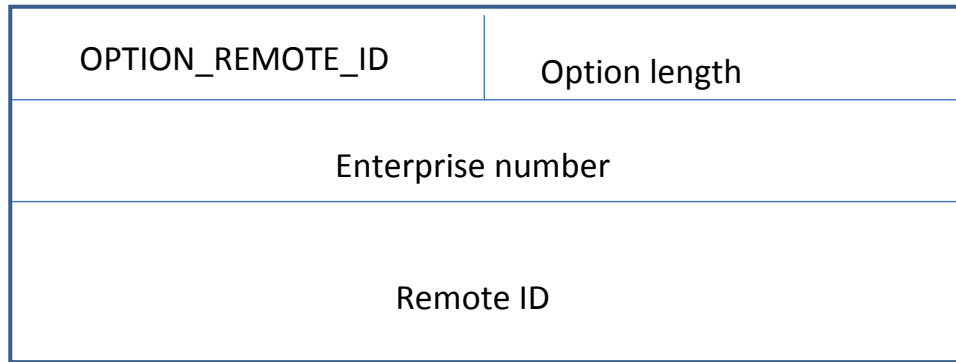 OPTION_REMOTE_ID
Option length
Enterprise number
Remote ID